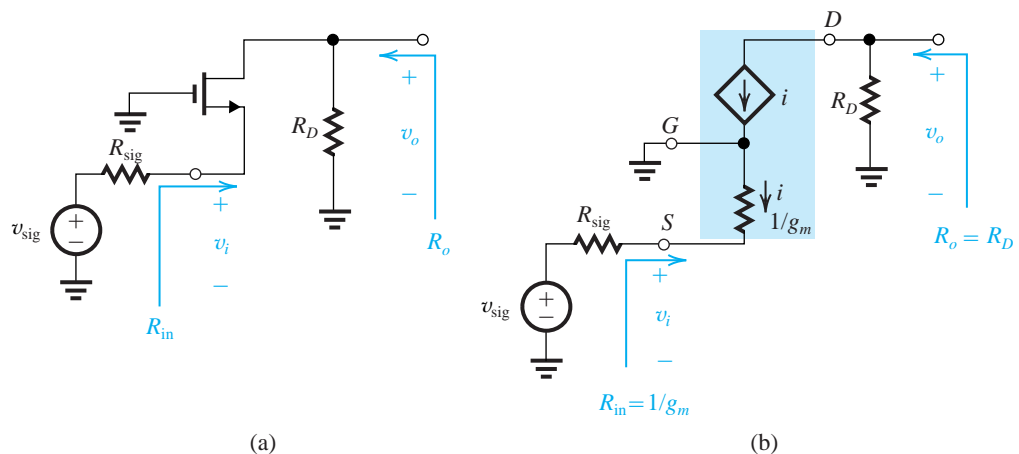 R_sig
v_sig
+
−
+
v_i
−
R_in
R_D
+
v_o
−
R_o
(a)
D
i
G
i
1/g_m
S
R_sig
v_sig
+
−
+
v_i
−
R_in = 1/g_m
R_D
+
v_o
−
R_o = R_D
(b)